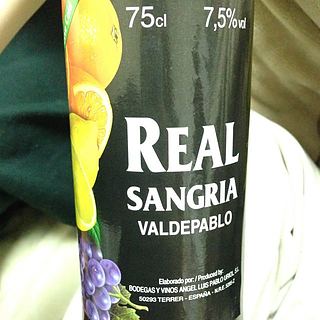 75cl 7,5%vol
REAL
SANGRIA
VALDEPABLO
Elaborado por: / Produced by:
BODEGAS Y VINOS ANGEL LUIS PABLO URIOL, S.L.
50293 TERRER - ESPAÑA - N.R.E.